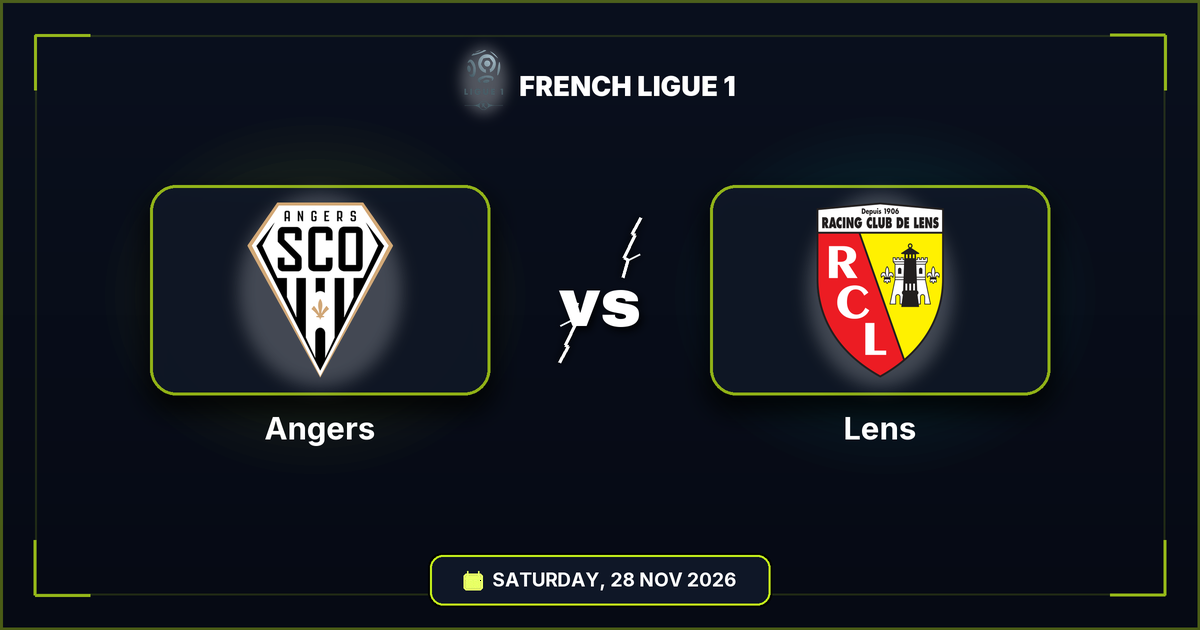 FRENCH LIGUE 1
ANGERS
SCO
VS
Depuis 1906
RACING CLUB DE LENS
R
C
L
Angers
Lens
SATURDAY, 28 NOV 2026